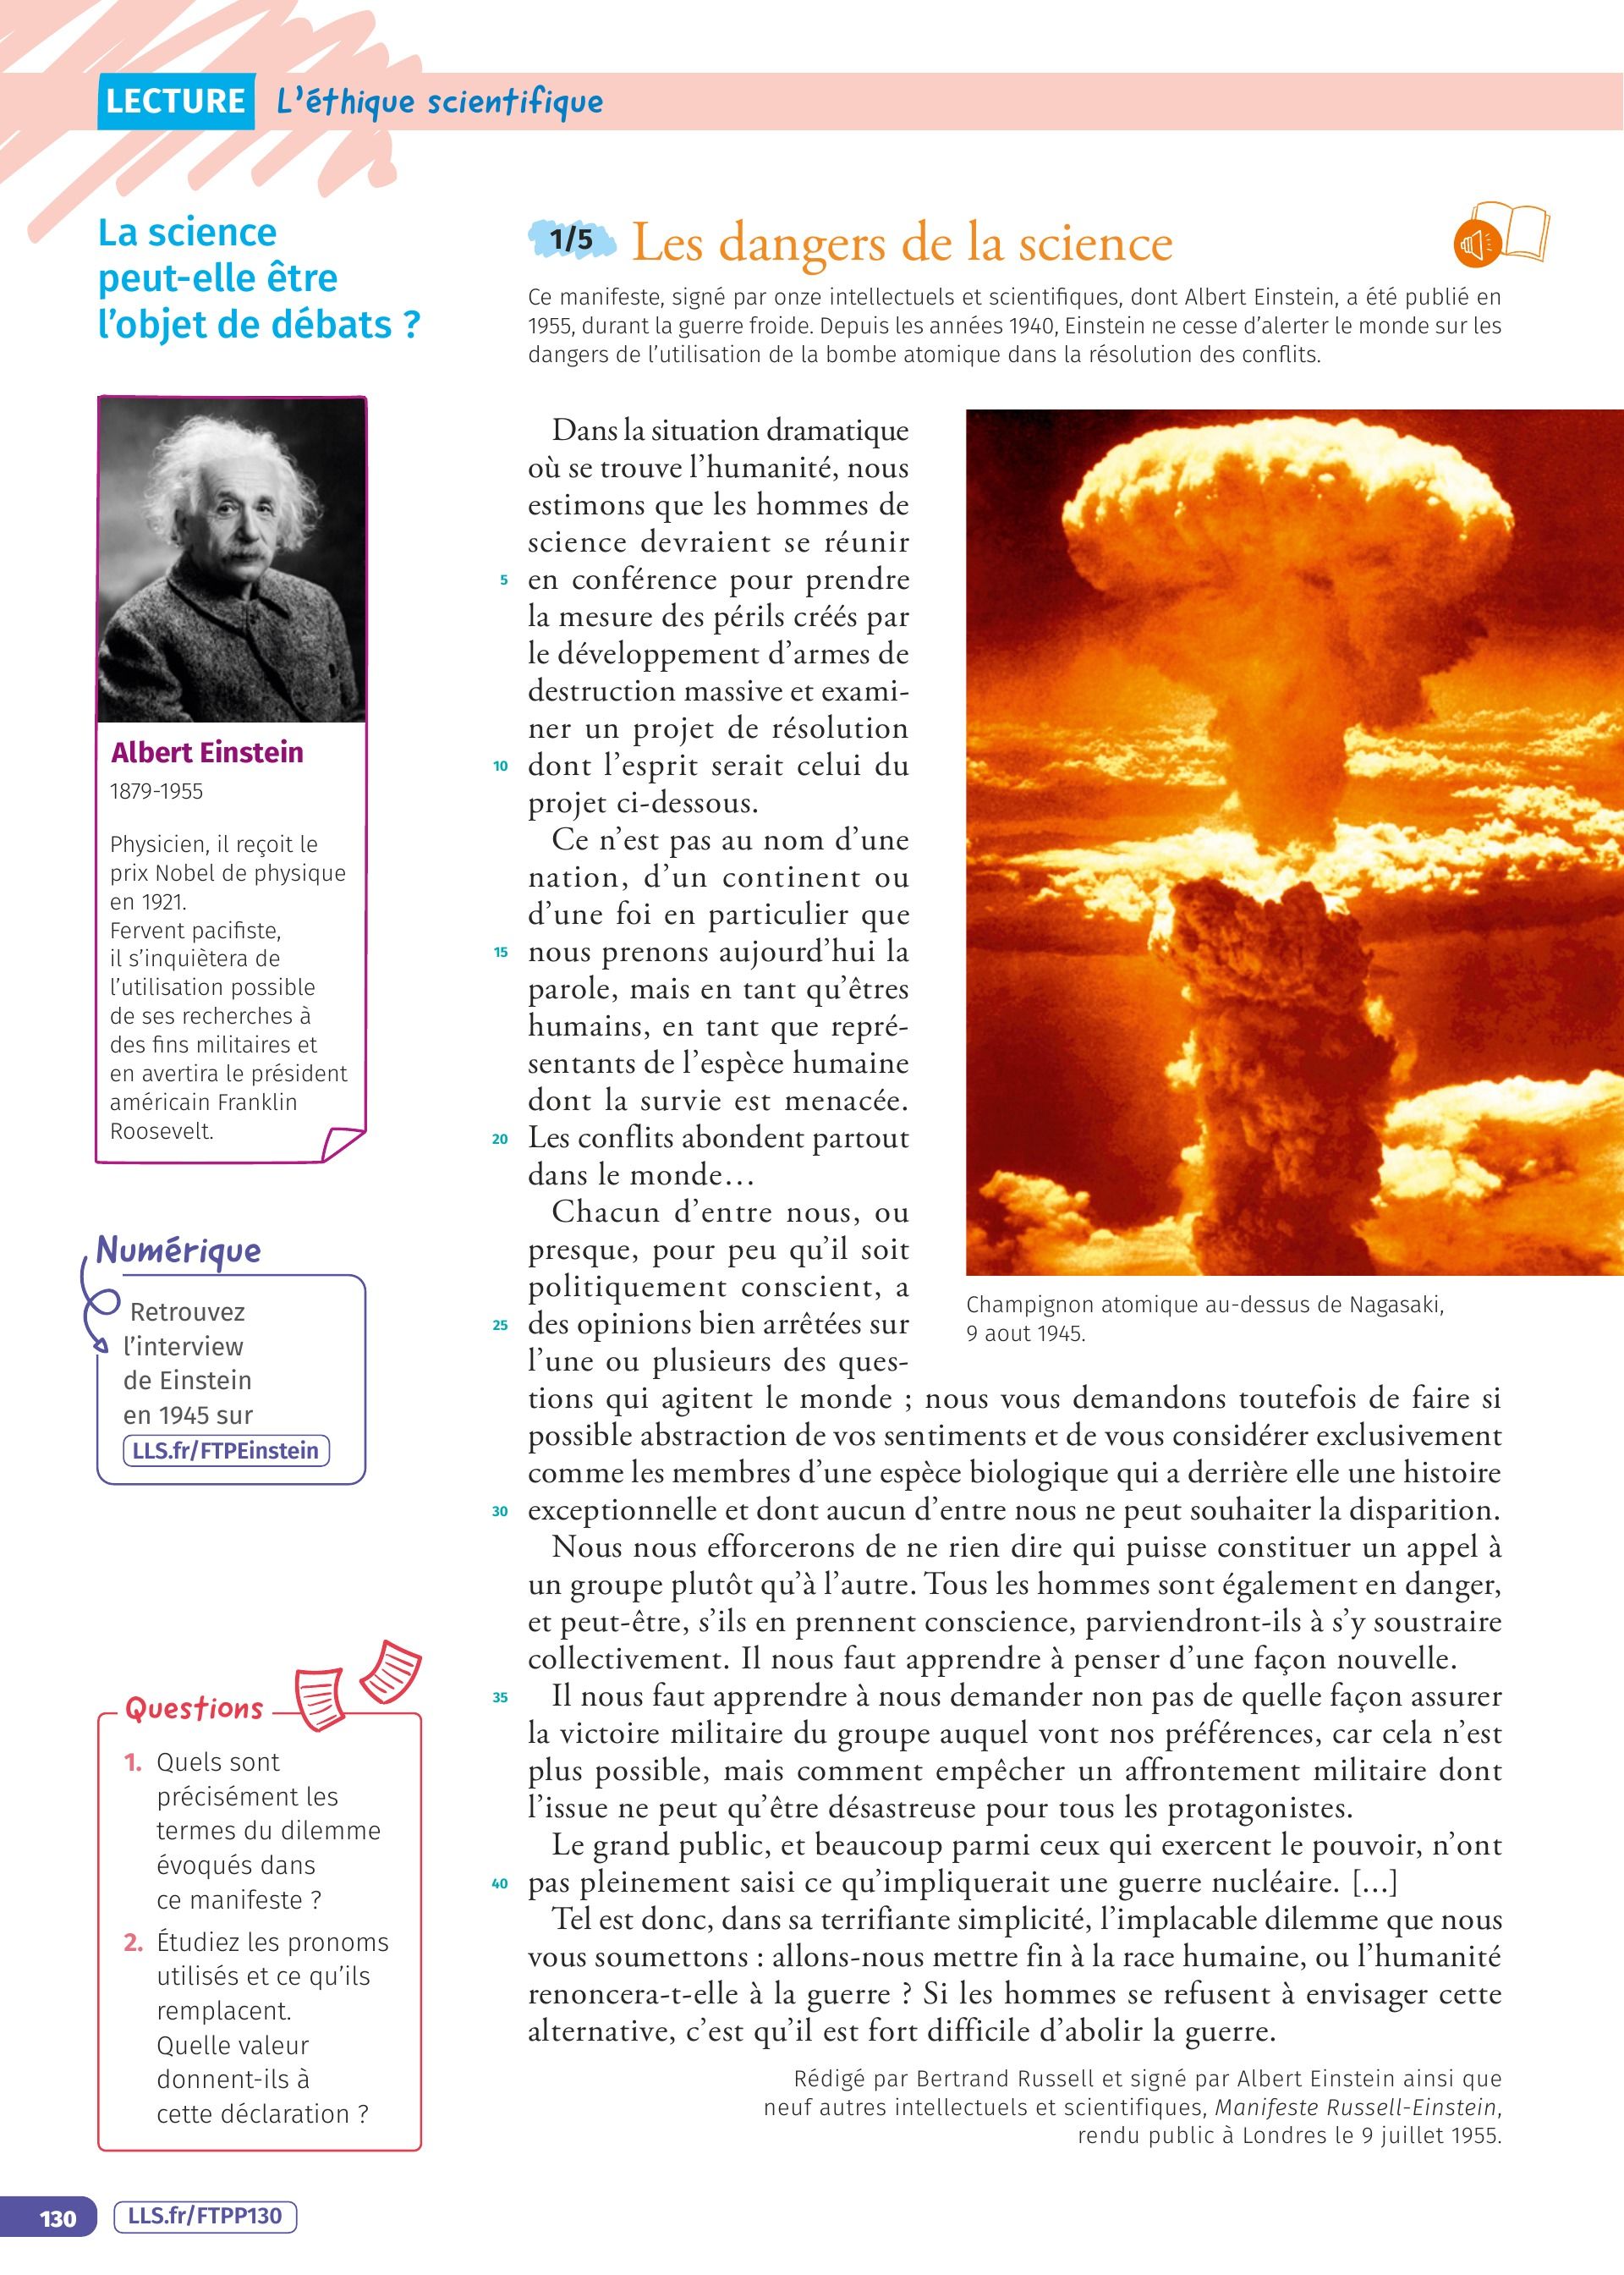 LECTURE L'éthique scientifique
La science
peut-elle être
l'objet de débats ?
Albert Einstein
1879-1955
Physicien, il reçoit le
prix Nobel de physique
en 1921.
Fervent pacifiste,
il s'inquiètera de
l'utilisation possible
de ses recherches à
des fins militaires et
en avertira le président
américain Franklin
Roosevelt.
Numérique
Retrouvez
l'interview
de Einstein
en 1945 sur
LLS.fr/FTPEinstein
Questions
1. Quels sont
précisément les
termes du dilemme
évoqués dans
ce manifeste ?
2. Étudiez les pronoms
utilisés et ce qu'ils
remplacent.
Quelle valeur
donnent-ils à
cette déclaration ?
1/5 Les dangers de la science
Ce manifeste, signé par onze intellectuels et scientifiques, dont Albert Einstein, a été publié en
1955, durant la guerre froide. Depuis les années 1940, Einstein ne cesse d'alerter le monde sur les
dangers de l'utilisation de la bombe atomique dans la résolution des conflits.
Dans la situation dramatique
où se trouve l'humanité, nous
estimons que les hommes de
science devraient se réunir
5 en conférence pour prendre
la mesure des périls créés par
le développement d'armes de
destruction massive et exami-
ner un projet de résolution
10 dont l'esprit serait celui du
projet ci-dessous.
Ce n'est pas au nom d'une
nation, d'un continent ou
d'une foi en particulier que
15 nous prenons aujourd'hui la
parole, mais en tant qu'êtres
humains, en tant que repré-
sentants de l'espèce humaine
dont la survie est menacée.
20 Les conflits abondent partout
dans le monde…
Chacun d'entre nous, ou
presque, pour peu qu'il soit
politiquement conscient, a
25 des opinions bien arrêtées sur
l'une ou plusieurs des ques-
tions qui agitent le monde ; nous vous demandons toutefois de faire si
possible abstraction de vos sentiments et de vous considérer exclusivement
comme les membres d'une espèce biologique qui a derrière elle une histoire
30 exceptionnelle et dont aucun d'entre nous ne peut souhaiter la disparition.
Nous nous efforcerons de ne rien dire qui puisse constituer un appel à
un groupe plutôt qu'à l'autre. Tous les hommes sont également en danger,
et peut-être, s'ils en prennent conscience, parviendront-ils à s'y soustraire
collectivement. Il nous faut apprendre à penser d'une façon nouvelle.
35 Il nous faut apprendre à nous demander non pas de quelle façon assurer
la victoire militaire du groupe auquel vont nos préférences, car cela n'est
plus possible, mais comment empêcher un affrontement militaire dont
l'issue ne peut qu'être désastreuse pour tous les protagonistes.
Le grand public, et beaucoup parmi ceux qui exercent le pouvoir, n'ont
40 pas pleinement saisi ce qu'impliquerait une guerre nucléaire. [...]
Tel est donc, dans sa terrifiante simplicité, l'implacable dilemme que nous
vous soumettons : allons-nous mettre fin à la race humaine, ou l'humanité
renoncera-t-elle à la guerre ? Si les hommes se refusent à envisager cette
alternative, c'est qu'il est fort difficile d'abolir la guerre.
Rédigé par Bertrand Russell et signé par Albert Einstein ainsi que
neuf autres intellectuels et scientifiques, Manifeste Russell-Einstein,
rendu public à Londres le 9 juillet 1955.
Champignon atomique au-dessus de Nagasaki,
9 aout 1945.
130 LLS.fr/FTPP130